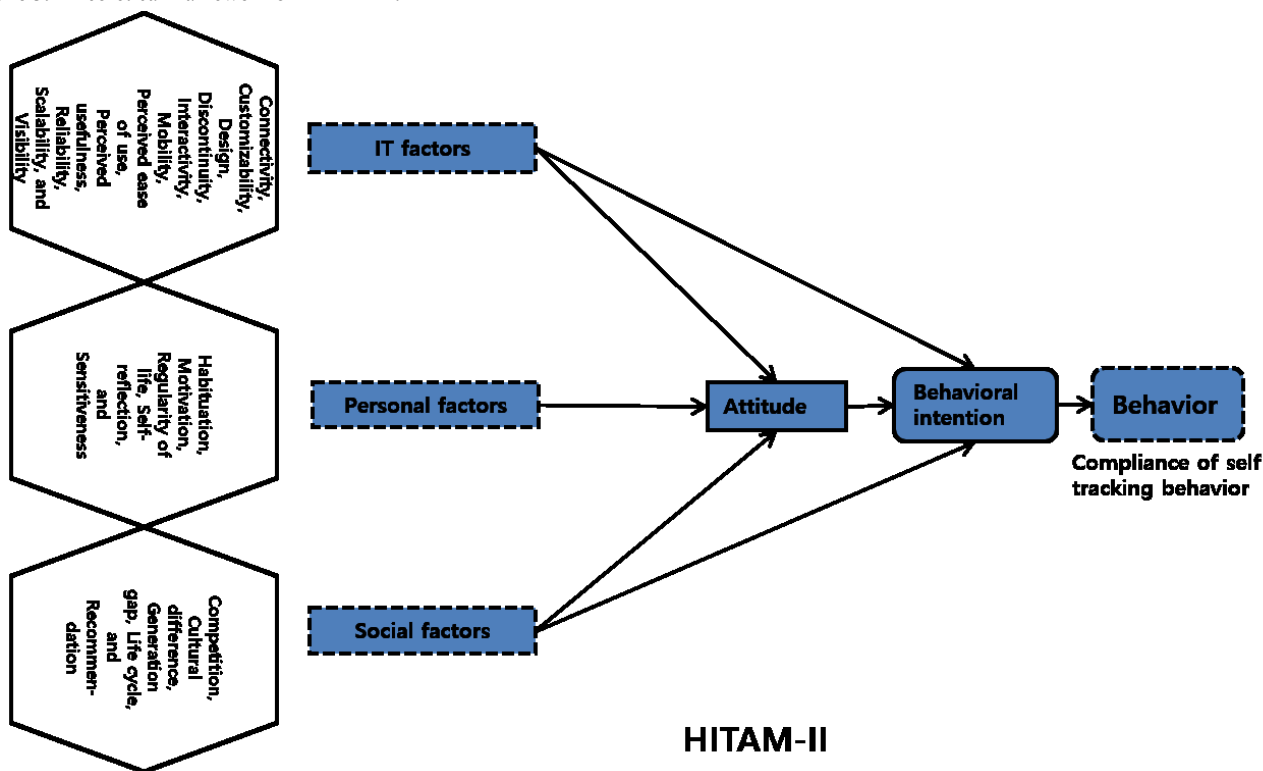 Connectivity,
Customizability,
Design,
Discontinuity,
Interactivity,
Mobility,
Perceived ease
of use,
Perceived
usefulness,
Reliability,
Scalability, and
Visibility
IT factors
Habituation,
Motivation,
Regularity of
life, Self-
reflection,
and
Sensitiveness
Personal factors
Attitude
Behavioral
intention
Behavior
Compliance of self
tracking behavior
Competition,
Cultural
difference,
Generation
gap, Life cycle,
and
Recommen-
dation
Social factors
HITAM-II